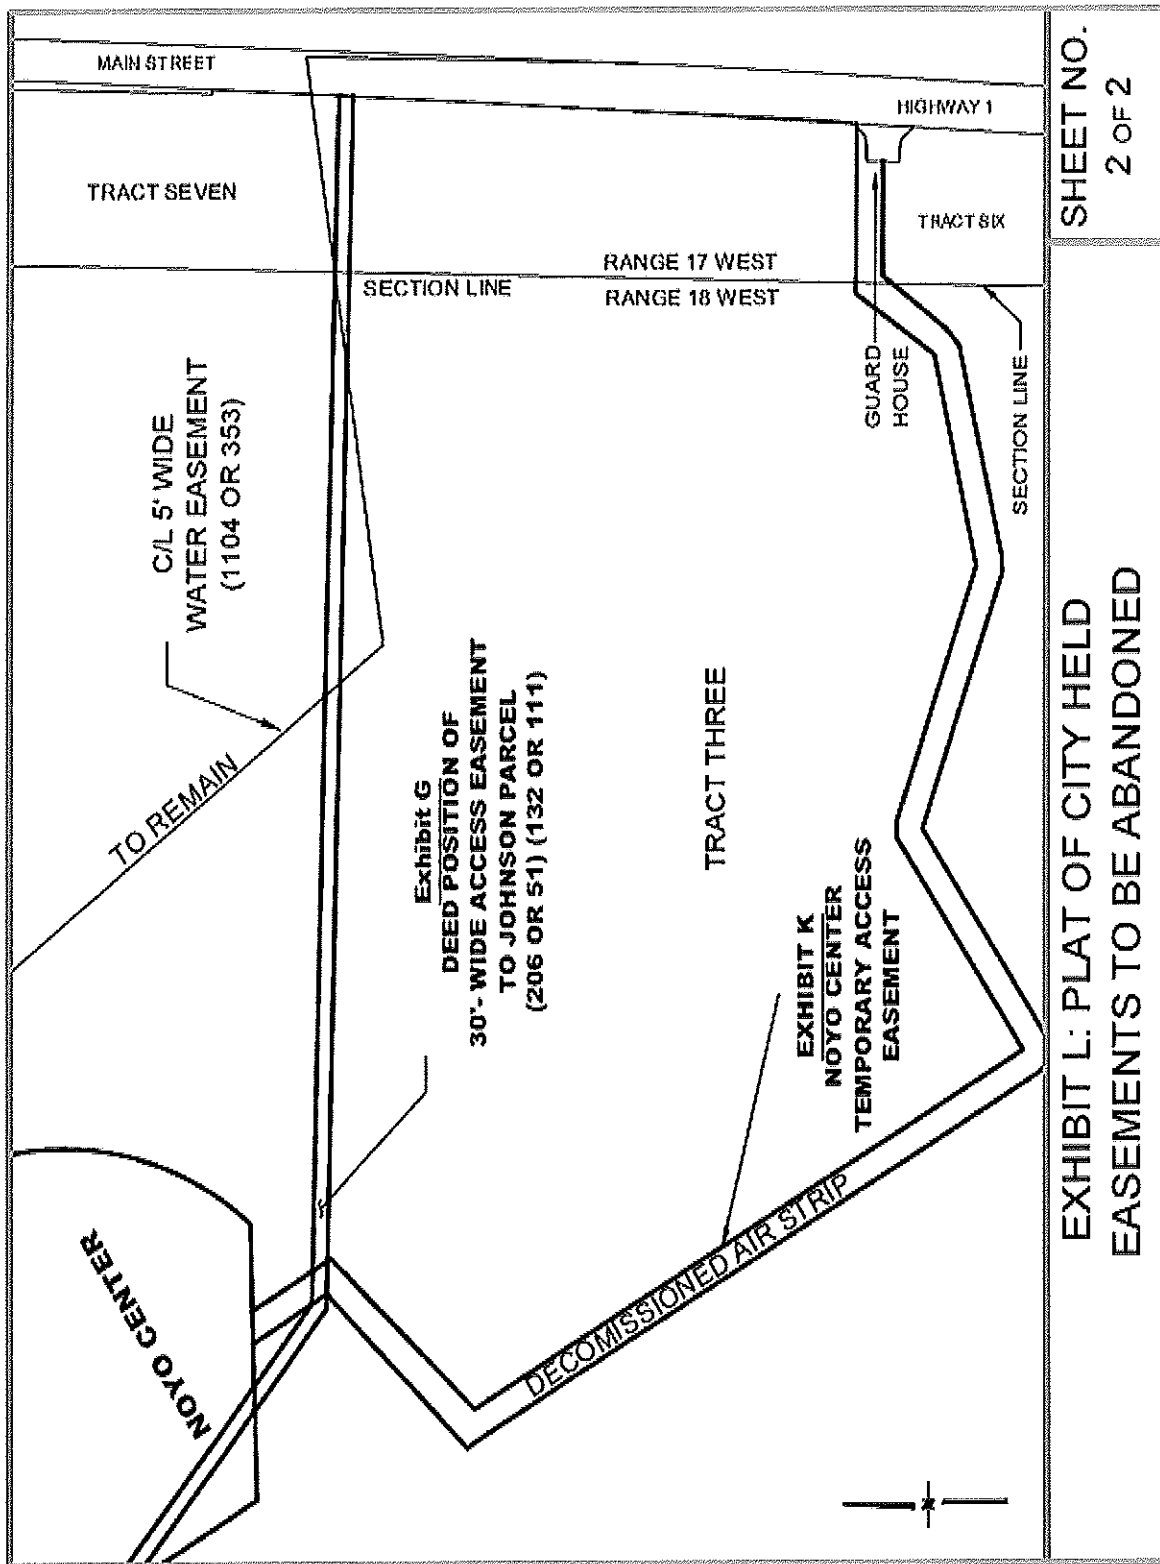 MAIN STREET
HIGHWAY 1
TRACT SEVEN
TRACT SIX
RANGE 17 WEST
SECTION LINE
RANGE 18 WEST
GUARD
HOUSE
SECTION LINE
C/L 5' WIDE
WATER EASEMENT
(1104 OR 353)
TO REMAIN
Exhibit G
DEED POSITION OF
30'- WIDE ACCESS EASEMENT
TO JOHNSON PARCEL
(206 OR 51) (132 OR 111)
TRACT THREE
EXHIBIT K
NOYO CENTER
TEMPORARY ACCESS
EASEMENT
NOYO CENTER
DECOMISSIONED AIR STRIP
EXHIBIT L: PLAT OF CITY HELD
EASEMENTS TO BE ABANDONED
SHEET NO.
2 OF 2